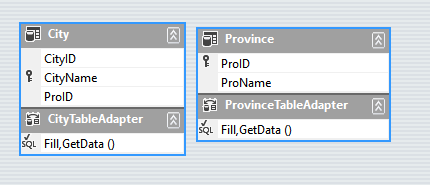 City
CityID
CityName
ProID
CityTableAdapter
SQL Fill,GetData ()
Province
ProID
ProName
ProvinceTableAdapter
SQL Fill,GetData ()